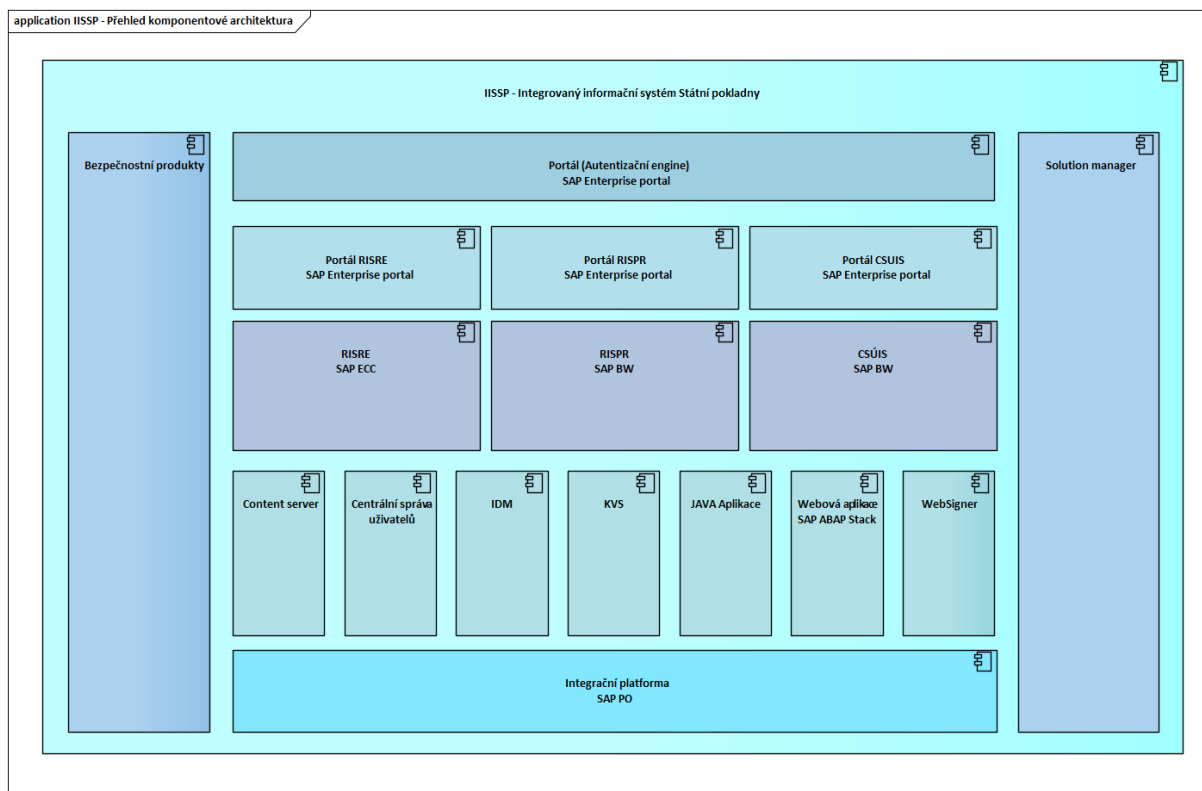 application IISSP - Přehled komponentové architektura
IISSP - Integrovaný informační systém Státní pokladny
Bezpečnostní produkty
Portál (Autentizační engine)
SAP Enterprise portal
Solution manager
Portál RISRE
SAP Enterprise portal
Portál RISPR
SAP Enterprise portal
Portál CSUIS
SAP Enterprise portal
RISRE
SAP ECC
RISPR
SAP BW
CSÚIS
SAP BW
Content server
Centrální správa
uživatelů
IDM
KVS
JAVA Aplikace
Webová aplikace
SAP ABAP Stack
WebSigner
Integrační platforma
SAP PO